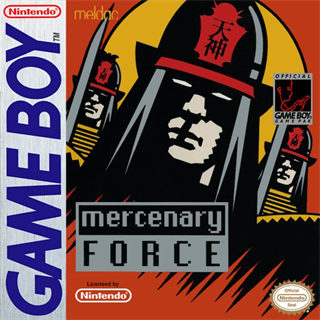 Nintendo
GAME BOY
TM
meldac
天神
OFFICIAL
GAME BOY
GAME PAK
mercenary
FORCE
Licensed by
Nintendo
Official
Nintendo
Seal